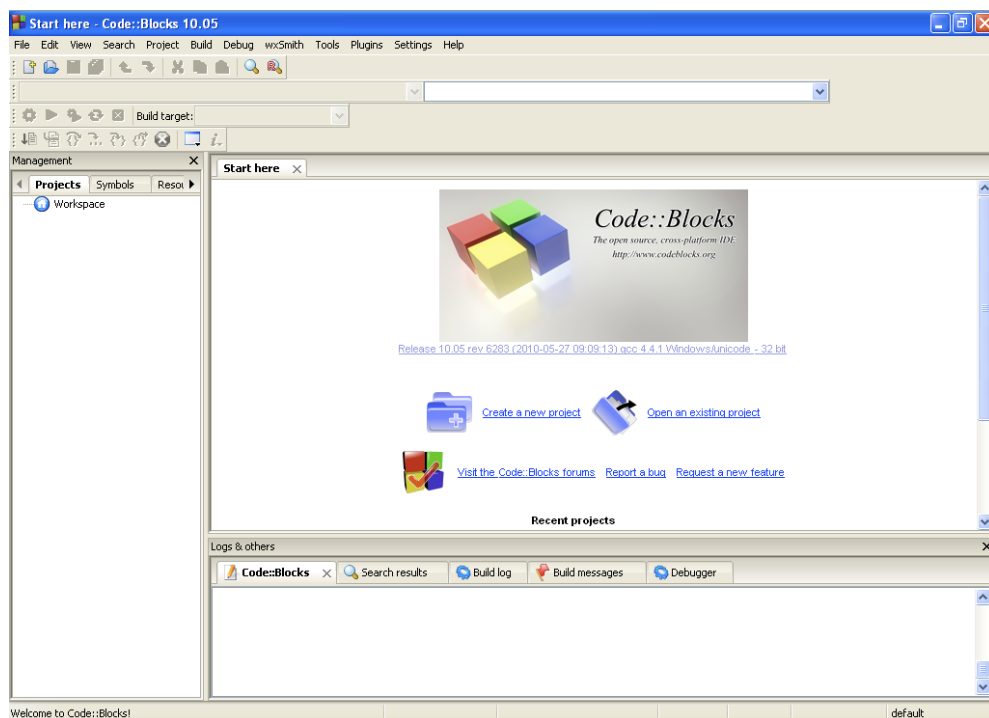 Start here - Code::Blocks 10.05
File Edit View Search Project Build Debug wxSmith Tools Plugins Settings Help
Build target:
Management
Projects Symbols
Workspace
Start here
Code::Blocks
The open source, cross-platform IDE
http://www.codeblocks.org
Release 10.05 rev 6283 (2010-05-27 09:09:13) gcc 4.4.1 Windows/unicode - 32 bit
Create a new project Open an existing project
Visit the Code::Blocks forums Report a bug Request a new feature
Recent projects
Logs & others
Code::Blocks Search results Build log Build messages Debugger
Welcome to Code::Blocks! default